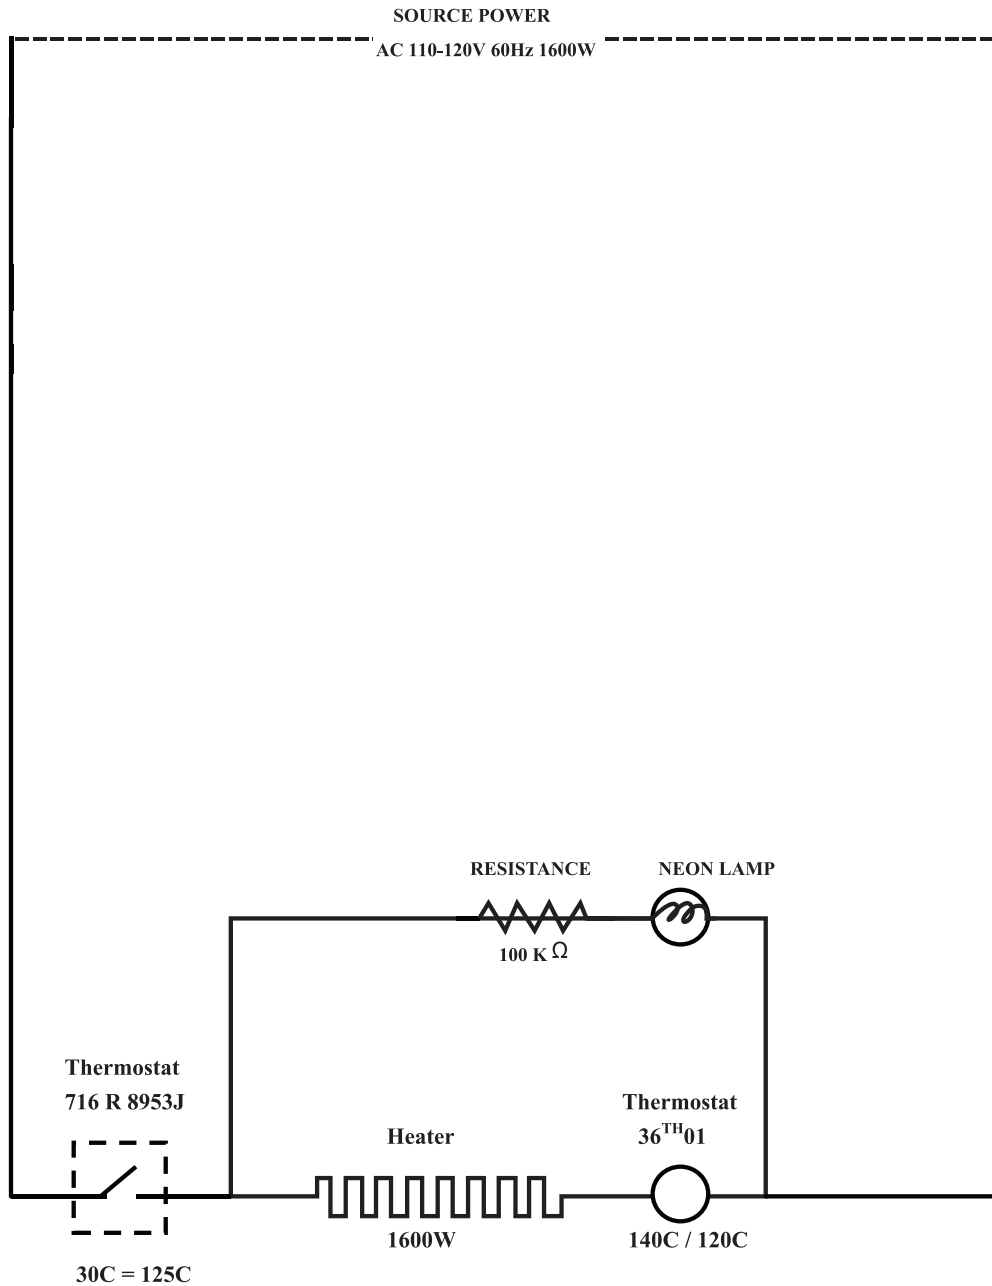 SOURCE POWER
AC 110-120V 60Hz 1600W
RESISTANCE
NEON LAMP
100 K Ω
Thermostat
716 R 8953J
30C = 125C
Heater
1600W
Thermostat
36TH01
140C / 120C